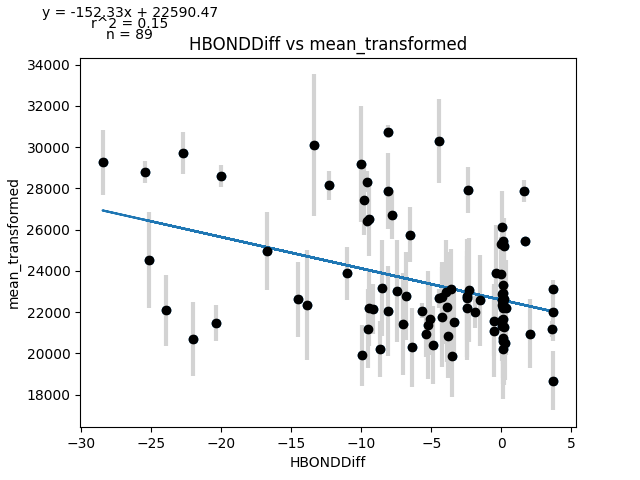 y = -152.33x + 22590.47
r^2 = 0.15
n = 89
HBONDDiff vs mean_transformed
34000
32000
30000
28000
26000
24000
22000
20000
18000
mean_transformed
−30 −25 −20 −15 −10 −5 0 5
HBONDDiff